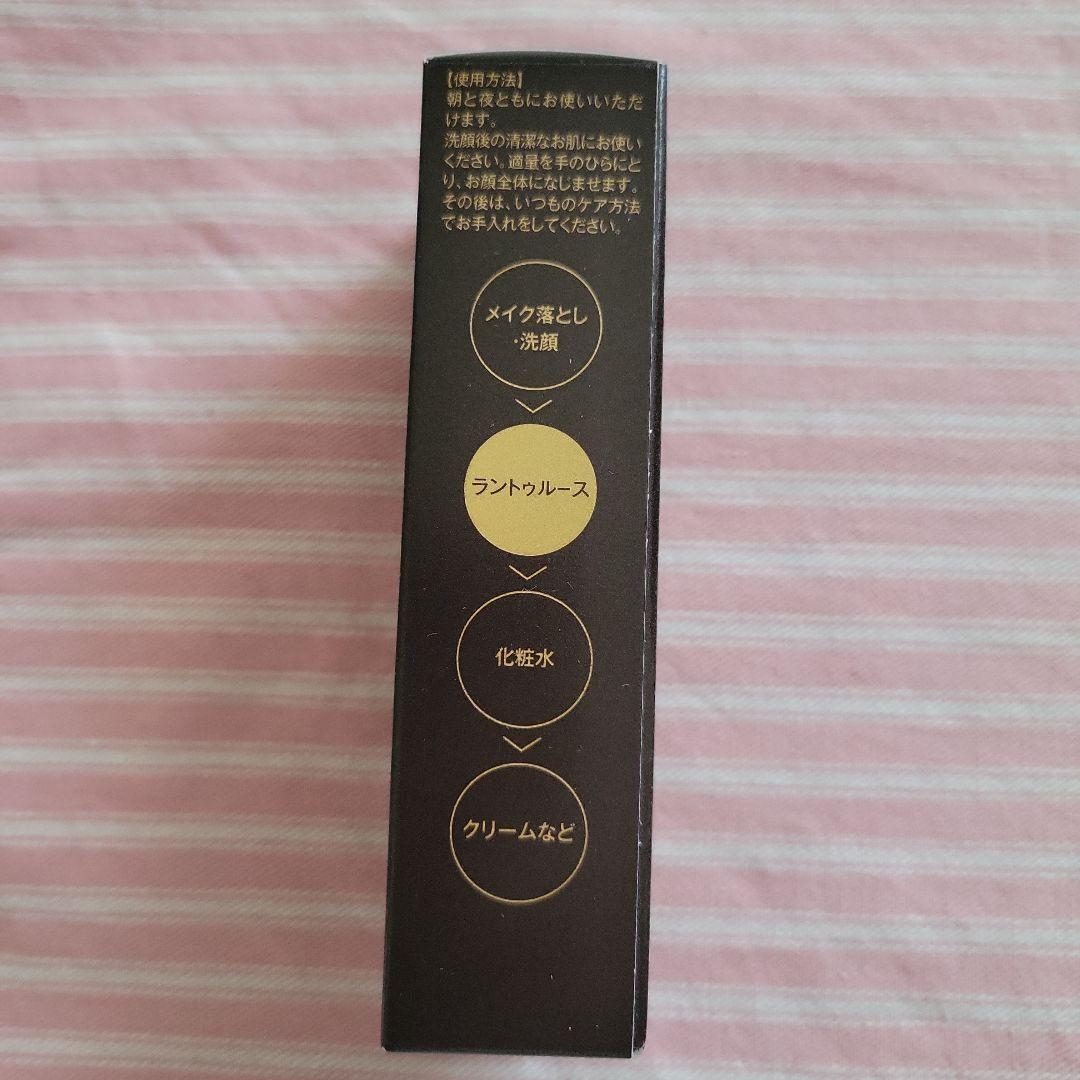 【使用方法】
朝と夜ともにお使いいただ
けます。
洗顔後の清潔なお肌にお使い
ください。適量を手のひらにと
り、お顔全体になじませます。
その後は、いつものケア方法
でお手入れをしてください。
メイク落とし
・洗顔
ラントゥルース
化粧水
クリームなど